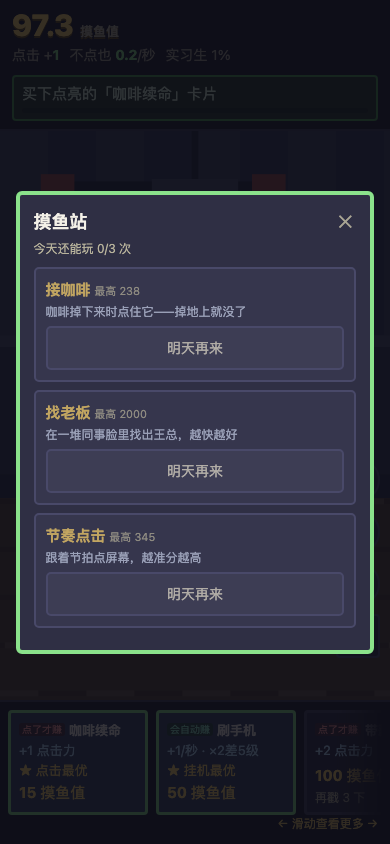 97.3 摸鱼值
点击 +1 不点也 0.2/秒 实习生 1%
买下点亮的「咖啡续命」卡片
摸鱼站 ×
今天还能玩 0/3 次
接咖啡 最高 238
咖啡掉下来时点住它——掉地上就没了
明天再来
找老板 最高 2000
在一堆同事脸里找出王总，越快越好
明天再来
节奏点击 最高 345
跟着节拍点屏幕，越准分越高
明天再来
点了才赚 咖啡续命
+1 点击力
★ 点击最优
15 摸鱼值
会自动赚 刷手机
+1/秒 · ×2差5级
★ 挂机最优
50 摸鱼值
点了才赚
+2 点击力
100 摸鱼
再戳 3 下
← 滑动查看更多 →